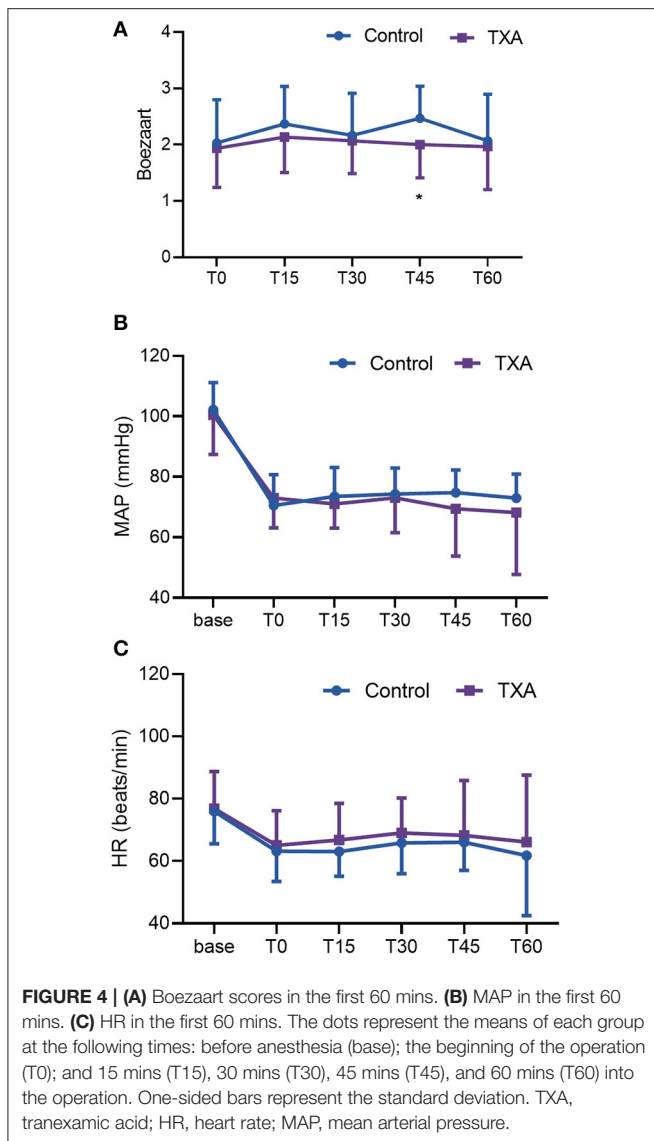 A
Control TXA
4
3
2
1
0
Boezaart
*
T0 T15 T30 T45 T60
B
Control TXA
120
100
80
60
40
MAP (mmHg)
base T0 T15 T30 T45 T60
C
Control TXA
120
100
80
60
40
HR (beats/min)
base T0 T15 T30 T45 T60
FIGURE 4 | (A) Boezaart scores in the first 60 mins. (B) MAP in the first 60
mins. (C) HR in the first 60 mins. The dots represent the means of each group
at the following times: before anesthesia (base); the beginning of the operation
(T0); and 15 mins (T15), 30 mins (T30), 45 mins (T45), and 60 mins (T60) into
the operation. One-sided bars represent the standard deviation. TXA,
tranexamic acid; HR, heart rate; MAP, mean arterial pressure.